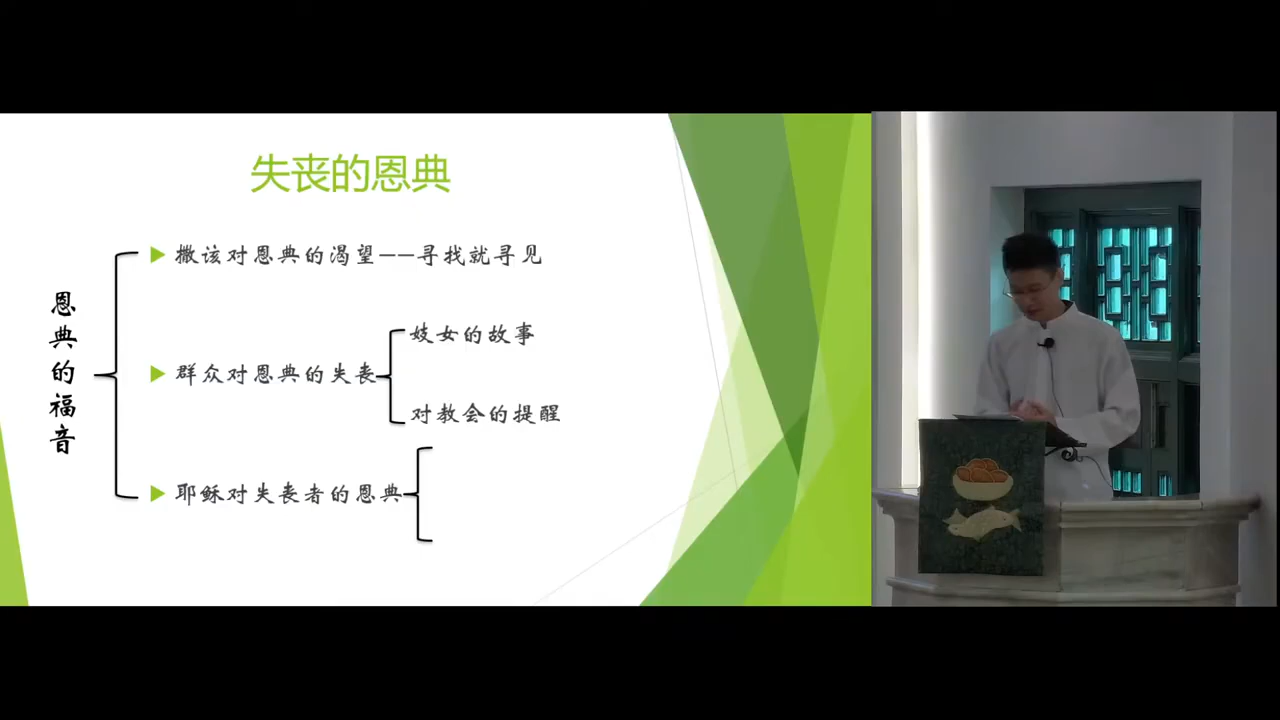 失丧的恩典
恩典的福音
撒该对恩典的渴望——寻找就寻见
群众对恩典的失丧
妓女的故事
对教会的提醒
耶稣对失丧者的恩典